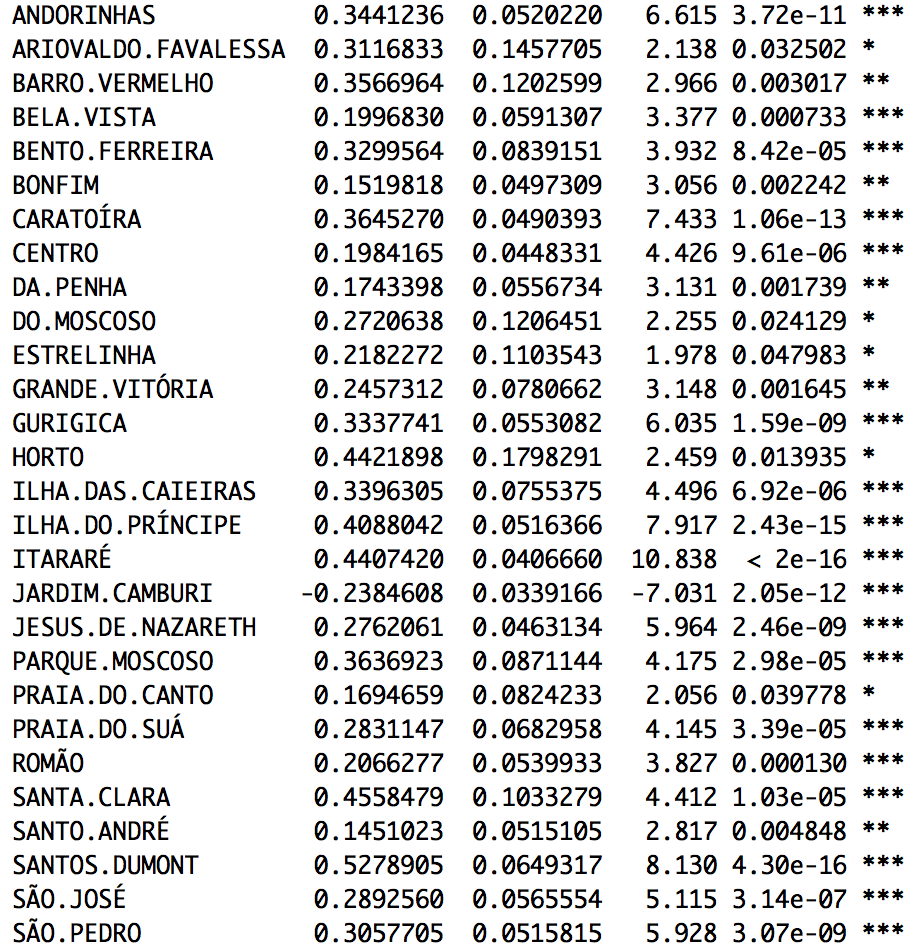 ANDORINHAS 0.3441236 0.0520220 6.615 3.72e-11 ***
ARIOVALDO.FAVALESSA 0.3116833 0.1457705 2.138 0.032502 *
BARRO.VERMELHO 0.3566964 0.1202599 2.966 0.003017 **
BELA.VISTA 0.1996830 0.0591307 3.377 0.000733 ***
BENTO.FERREIRA 0.3299564 0.0839151 3.932 8.42e-05 ***
BONFIM 0.1519818 0.0497309 3.056 0.002242 **
CARATOÍRA 0.3645270 0.0490393 7.433 1.06e-13 ***
CENTRO 0.1984165 0.0448331 4.426 9.61e-06 ***
DA.PENHA 0.1743398 0.0556734 3.131 0.001739 **
DO.MOSCOSO 0.2720638 0.1206451 2.255 0.024129 *
ESTRELINHA 0.2182272 0.1103543 1.978 0.047983 *
GRANDE.VITÓRIA 0.2457312 0.0780662 3.148 0.001645 **
GURIGICA 0.3337741 0.0553082 6.035 1.59e-09 ***
HORTO 0.4421898 0.1798291 2.459 0.013935 *
ILHA.DAS.CAIEIRAS 0.3396305 0.0755375 4.496 6.92e-06 ***
ILHA.DO.PRÍNCIPE 0.4088042 0.0516366 7.917 2.43e-15 ***
ITARARÉ 0.4407420 0.0406660 10.838 < 2e-16 ***
JARDIM.CAMBURI -0.2384608 0.0339166 -7.031 2.05e-12 ***
JESUS.DE.NAZARETH 0.2762061 0.0463134 5.964 2.46e-09 ***
PARQUE.MOSCOSO 0.3636923 0.0871144 4.175 2.98e-05 ***
PRAIA.DO.CANTO 0.1694659 0.0824233 2.056 0.039778 *
PRAIA.DO.SUÁ 0.2831147 0.0682958 4.145 3.39e-05 ***
ROMÃO 0.2066277 0.0539933 3.827 0.000130 ***
SANTA.CLARA 0.4558479 0.1033279 4.412 1.03e-05 ***
SANTO.ANDRÉ 0.1451023 0.0515105 2.817 0.004848 **
SANTOS.DUMONT 0.5278905 0.0649317 8.130 4.30e-16 ***
SÃO.JOSÉ 0.2892560 0.0565554 5.115 3.14e-07 ***
SÃO.PEDRO 0.3057705 0.0515815 5.928 3.07e-09 ***